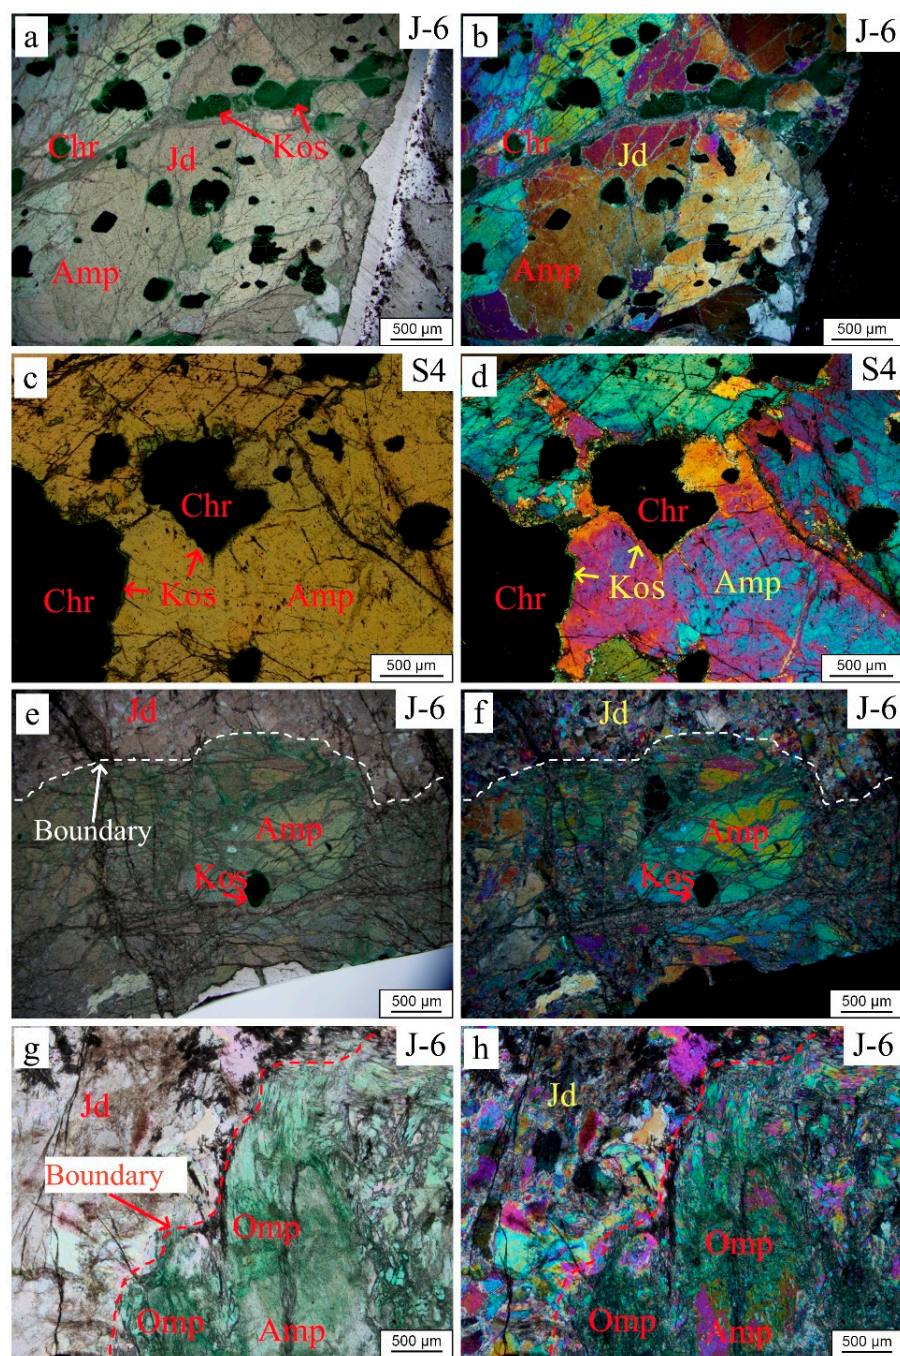 a
J-6
Chr
Jd
Kos
Amp
500 µm
b
J-6
Jd
Amp
500 µm
c
S4
Chr
Chr
Kos
Amp
500 µm
d
S4
Chr
Chr
Kos
Amp
500 µm
e
J-6
Jd
Boundary
Amp
Kos
500 µm
f
J-6
Jd
Amp
Kos
500 µm
g
J-6
Jd
Boundary
Omp
Omp
Amp
500 µm
h
J-6
Jd
Omp
Omp
Amp
500 µm